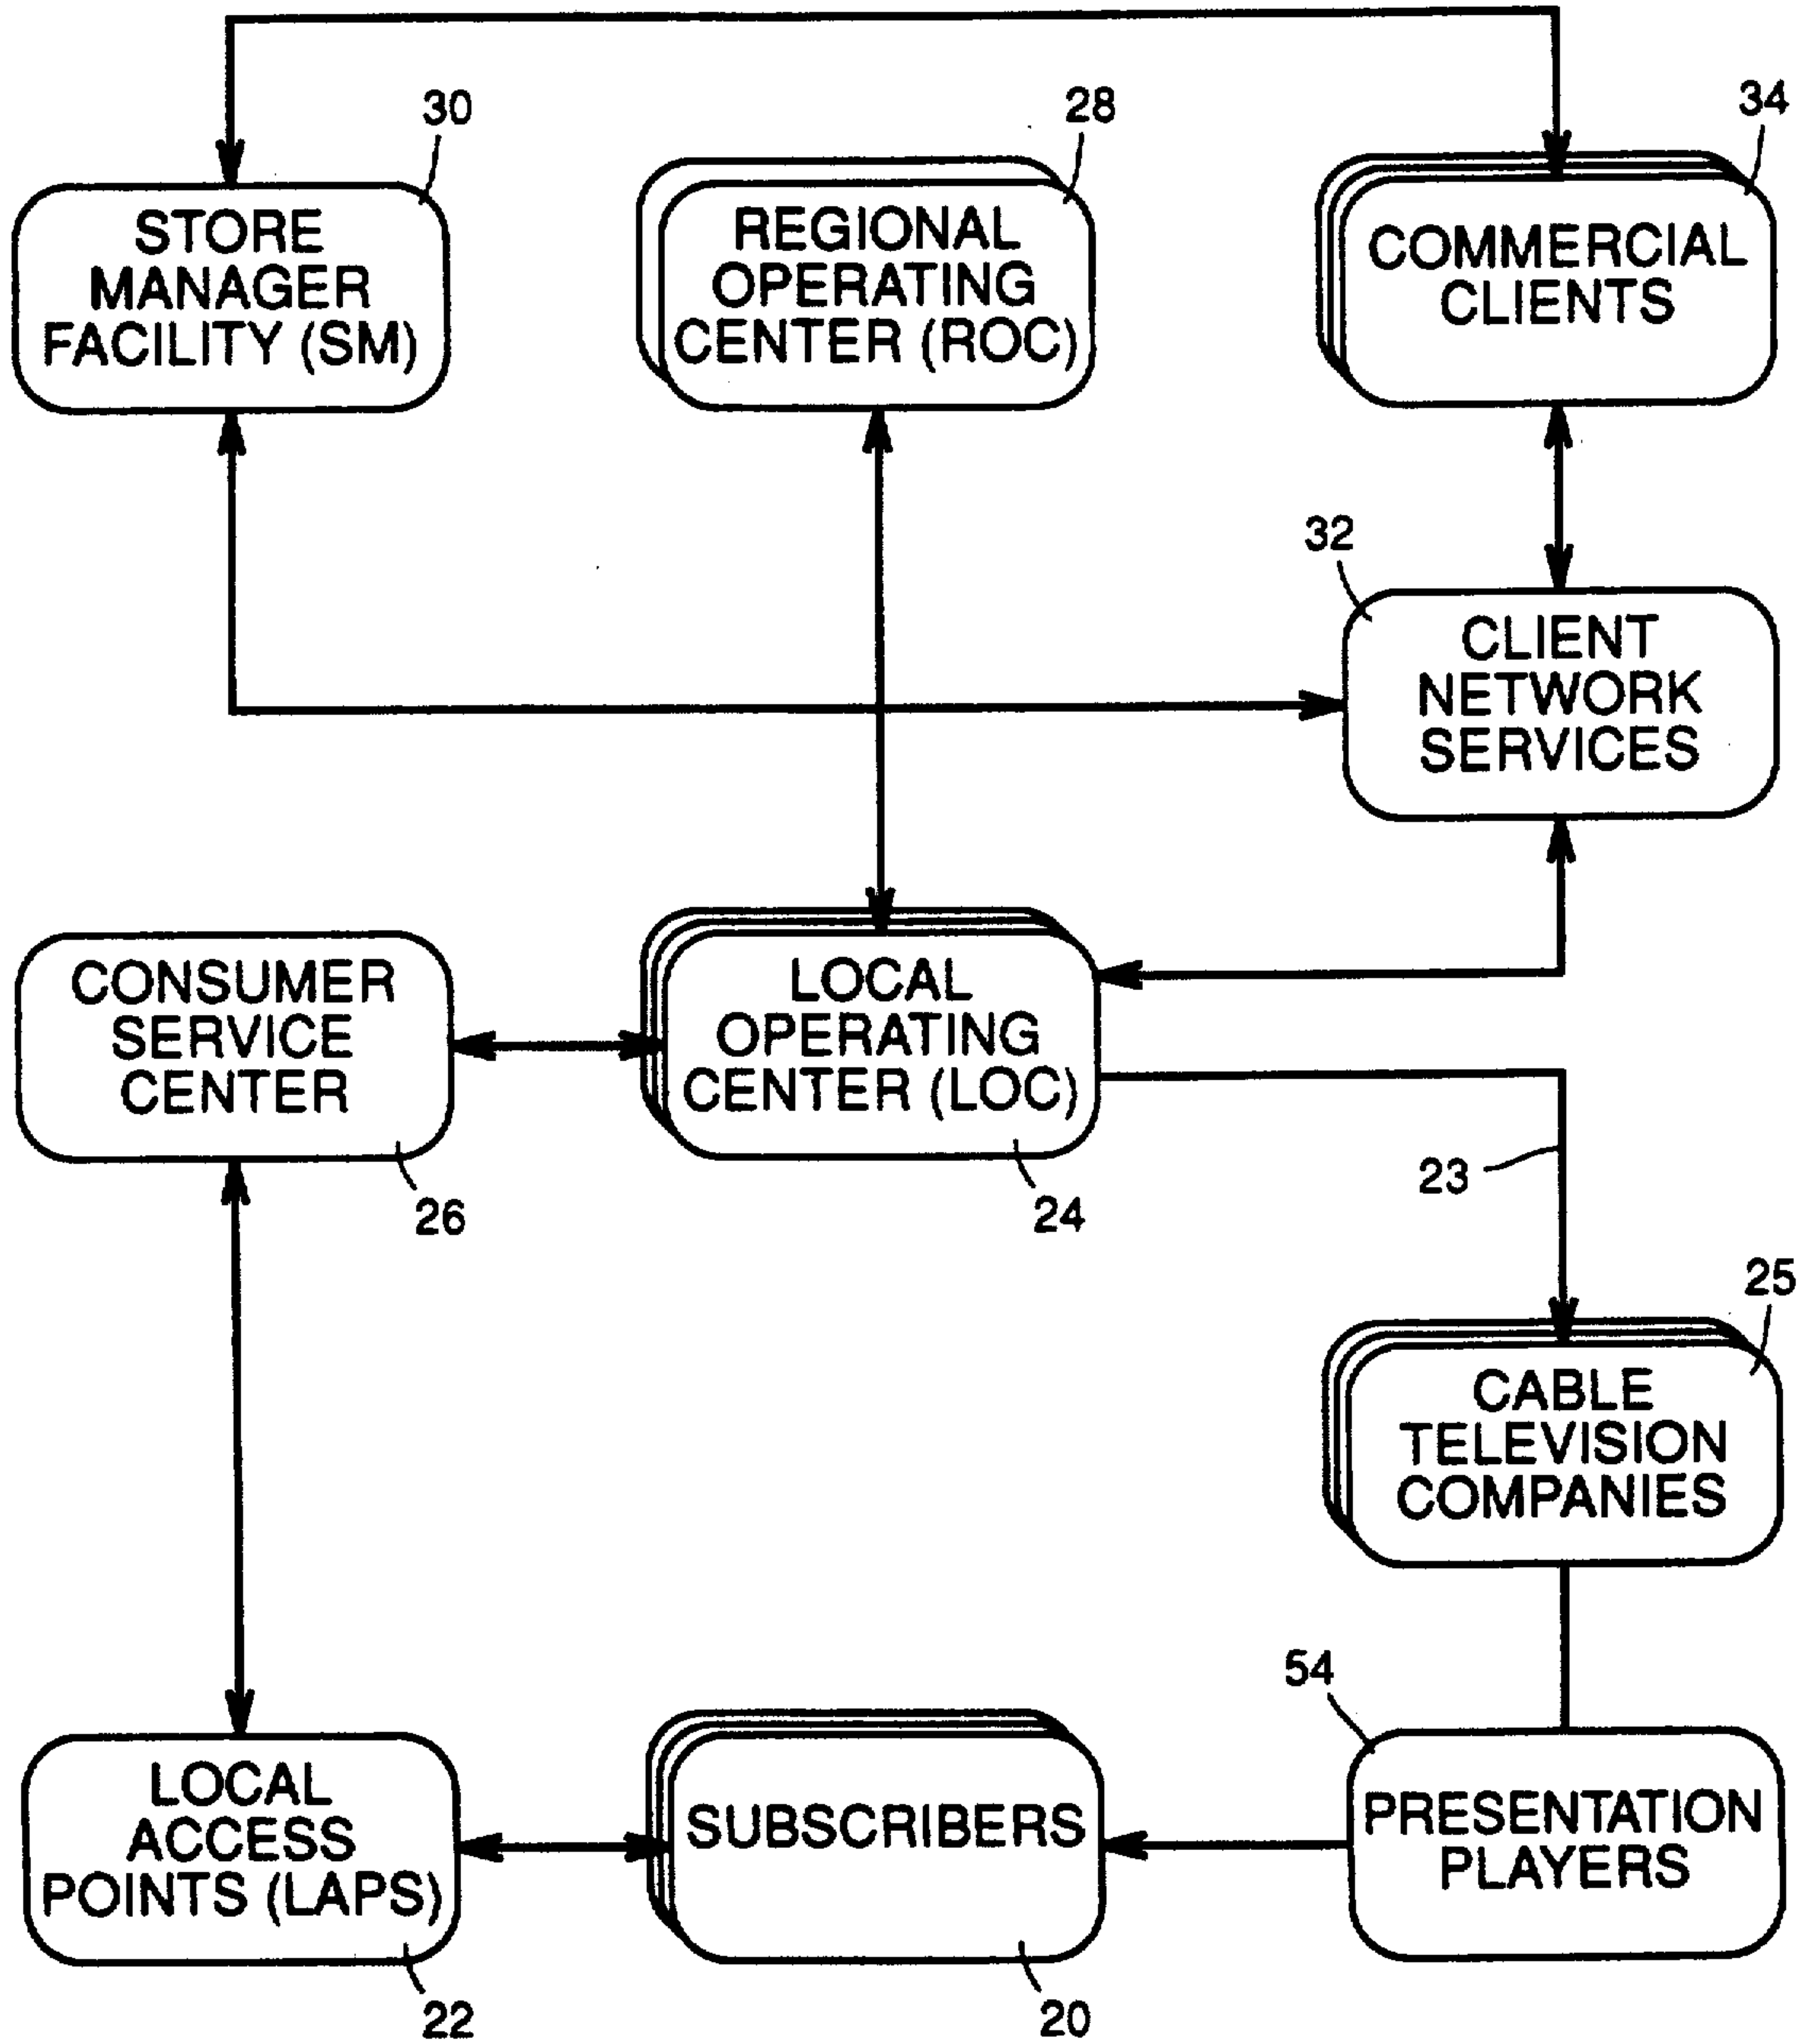 30
28
34
STORE
MANAGER
FACILITY (SM)
REGIONAL
OPERATING
CENTER (ROC)
COMMERCIAL
CLIENTS
32
CLIENT
NETWORK
SERVICES
CONSUMER
SERVICE
CENTER
26
LOCAL
OPERATING
CENTER (LOC)
24
23
25
CABLE
TELEVISION
COMPANIES
54
LOCAL
ACCESS
POINTS (LAPS)
22
SUBSCRIBERS
20
PRESENTATION
PLAYERS